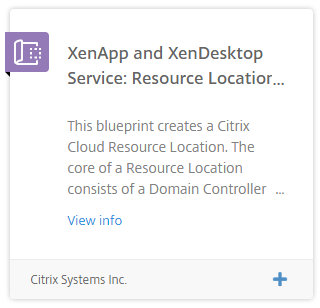 XenApp and XenDesktop
Service: Resource Location...
This blueprint creates a Citrix
Cloud Resource Location. The
core of a Resource Location
consists of a Domain Controller ...
View info
Citrix Systems Inc.